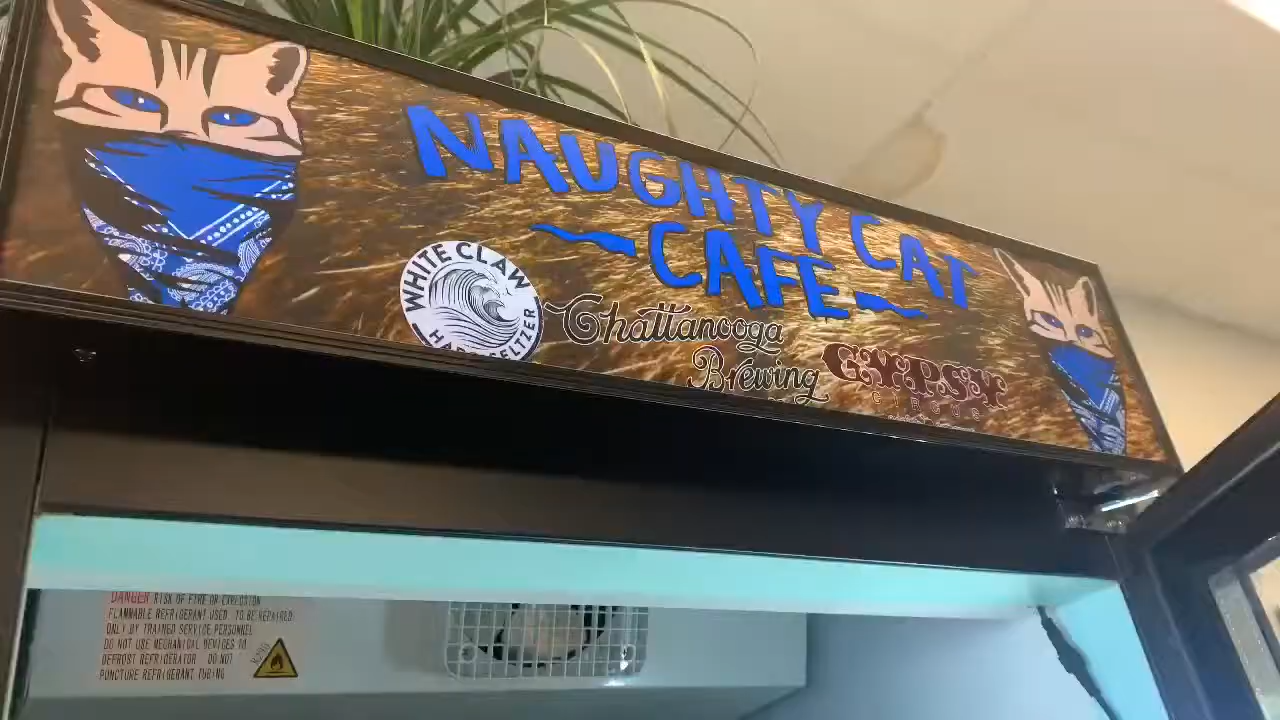 NAUGHTY CAT
CAFE
WHITE CLAW
HARD SELTZER
Chattanooga
Brewing
GYPSY
CIRCUS
DANGER RISK OF FIRE OR EXPLOSION
FLAMMABLE REFRIGERANT USED. TO BE REPAIRED
ONLY BY TRAINED SERVICE PERSONNEL
DO NOT USE MECHANICAL DEVICES TO
DEFROST REFRIGERATOR DO NOT
PUNCTURE REFRIGERANT TUBING